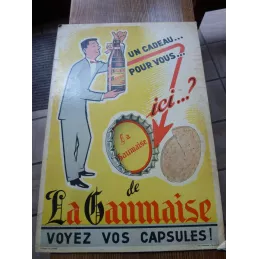 UN CADEAU...
POUR VOUS...
ici...?
La
Gaumaise
de
La Gaumaise
VOYEZ VOS CAPSULES!